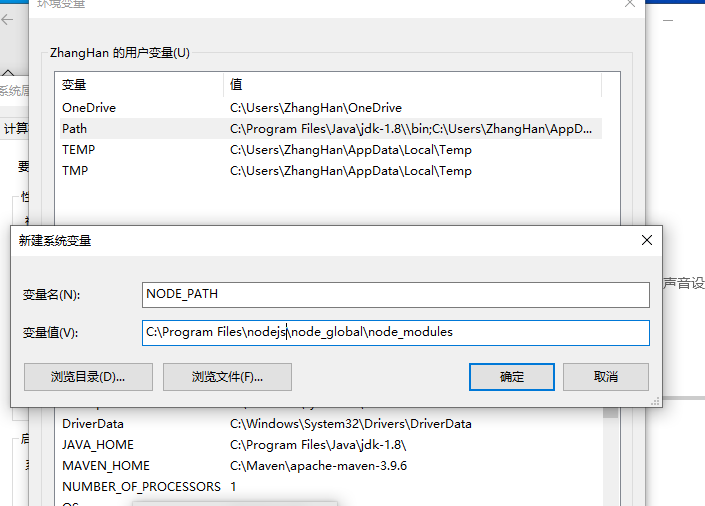 环境变量
ZhangHan 的用户变量(U)
变量 值
OneDrive C:\Users\ZhangHan\OneDrive
Path C:\Program Files\Java\jdk-1.8\\bin;C:\Users\ZhangHan\AppD...
TEMP C:\Users\ZhangHan\AppData\Local\Temp
TMP C:\Users\ZhangHan\AppData\Local\Temp
系统属
计算
要
新建系统变量
变量名(N): NODE_PATH
变量值(V): C:\Program Files\nodejs\node_global\node_modules
浏览目录(D)... 浏览文件(F)... 确定 取消
声音设
DriverData C:\Windows\System32\Drivers\DriverData
JAVA_HOME C:\Program Files\Java\jdk-1.8\
MAVEN_HOME C:\Maven\apache-maven-3.9.6
NUMBER_OF_PROCESSORS 1